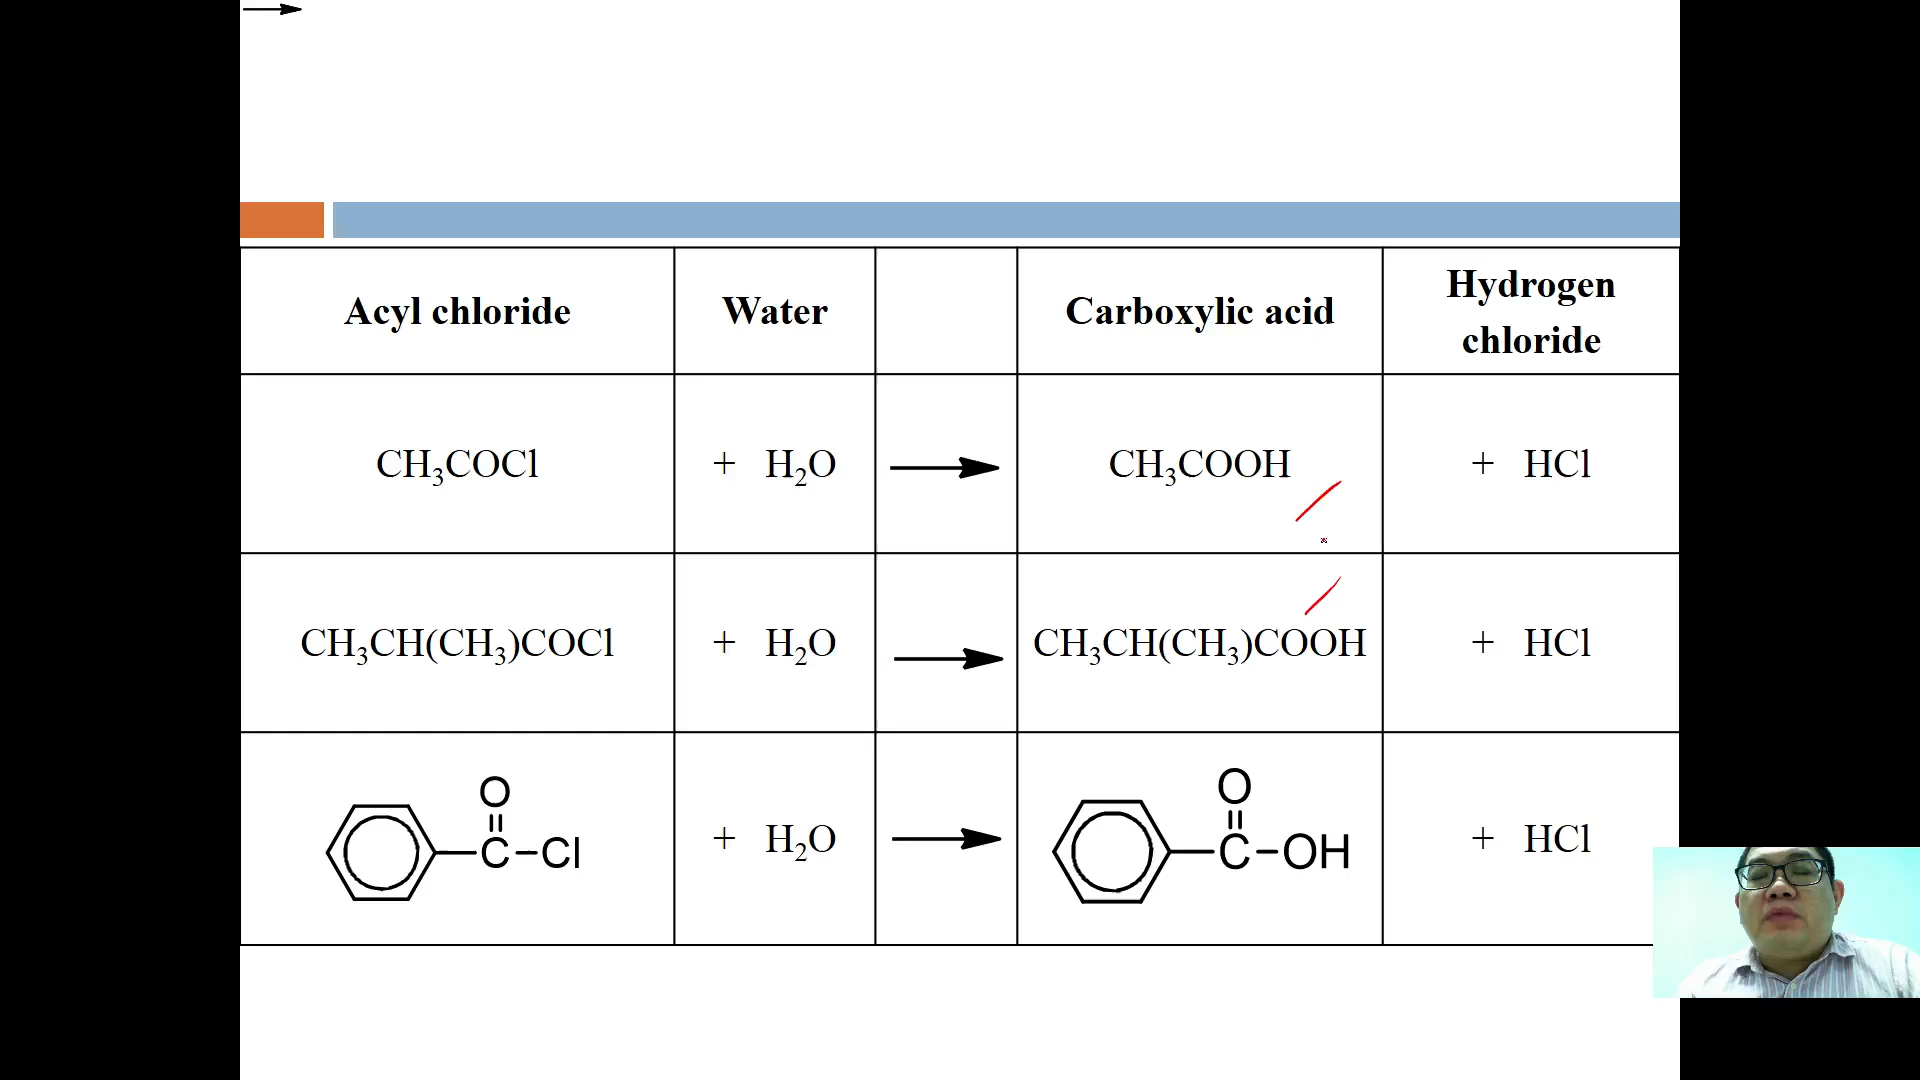 Acyl chloride Water Carboxylic acid Hydrogen chloride
CH₃COCl + H₂O CH₃COOH + HCl
CH₃CH(CH₃)COCl + H₂O CH₃CH(CH₃)COOH + HCl
O O
C–Cl + H₂O C–OH + HCl